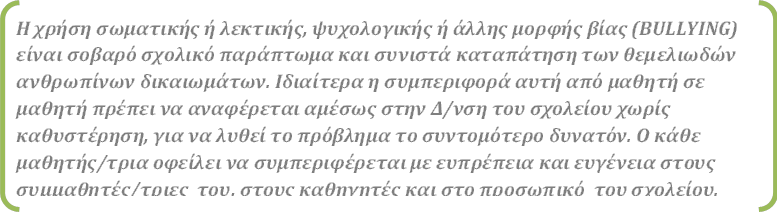 Η χρήση σωματικής ή λεκτικής, ψυχολογικής ή άλλης μορφής βίας (BULLYING)
είναι σοβαρό σχολικό παράπτωμα και συνιστά καταπάτηση των θεμελιωδών
ανθρωπίνων δικαιωμάτων. Ιδιαίτερα η συμπεριφορά αυτή από μαθητή σε
μαθητή πρέπει να αναφέρεται αμέσως στην Δ/νση του σχολείου χωρίς
καθυστέρηση, για να λυθεί το πρόβλημα το συντομότερο δυνατόν. Ο κάθε
μαθητής/τρια οφείλει να συμπεριφέρεται με ευπρέπεια και ευγένεια στους
συμμαθητές/τριες του, στους καθηγητές και στο προσωπικό του σχολείου.